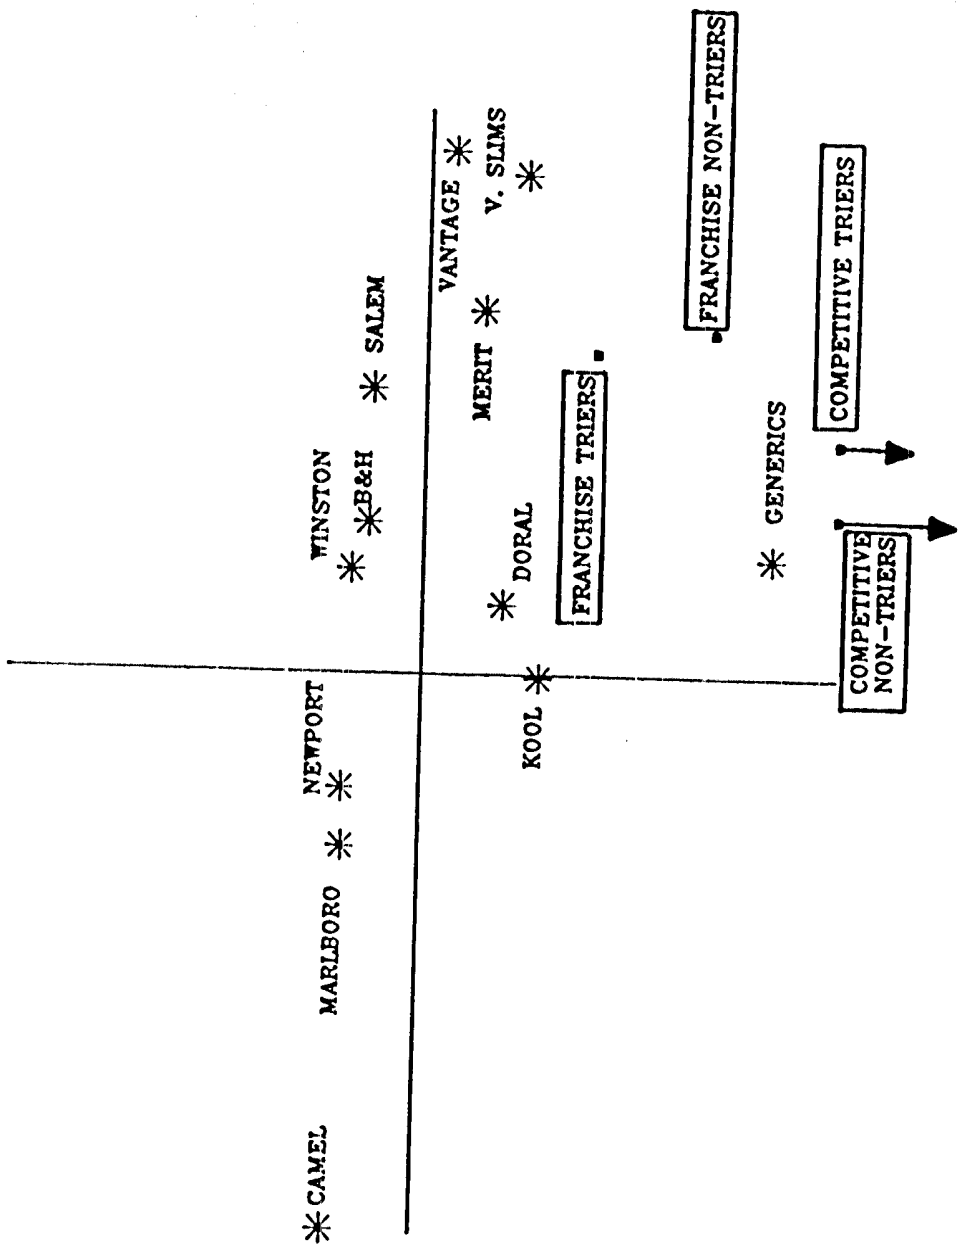 CAMEL
MARLBORO
NEWPORT
WINSTON
B&H
SALEM
VANTAGE
V. SLIMS
MERIT
DORAL
KOOL
FRANCHISE TRIERS
FRANCHISE NON-TRIERS
GENERICS
COMPETITIVE TRIERS
COMPETITIVE
NON-TRIERS